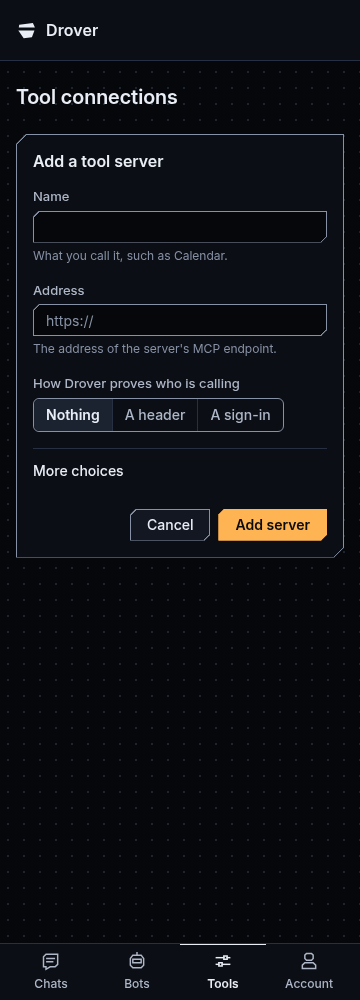 Drover
Tool connections
Add a tool server
Name
What you call it, such as Calendar.
Address
https://
The address of the server's MCP endpoint.
How Drover proves who is calling
Nothing
A header
A sign-in
More choices
Cancel
Add server
Chats
Bots
Tools
Account